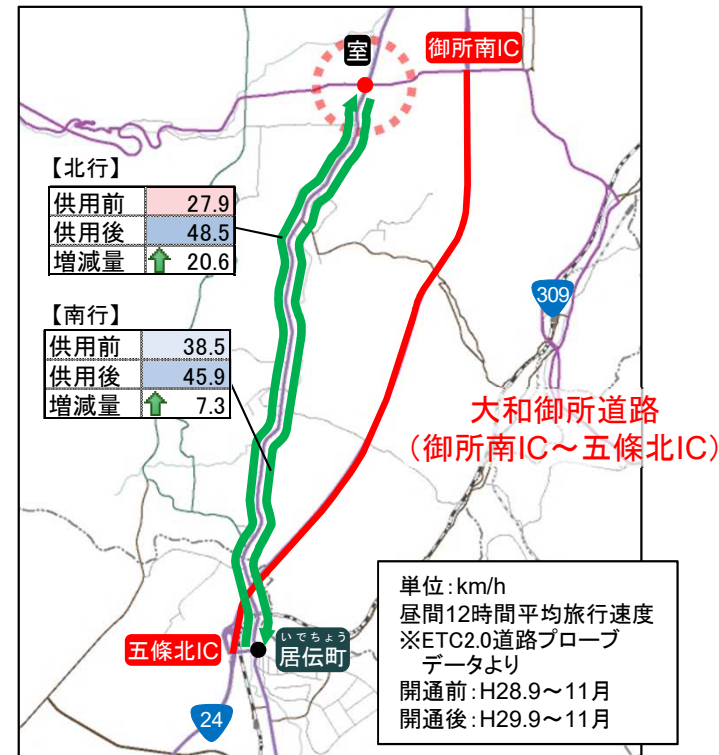 室
御所南IC
【北行】
供用前 27.9
供用後 48.5
増減量 20.6
【南行】
供用前 38.5
供用後 45.9
増減量 7.3
309
大和御所道路
（御所南IC～五條北IC）
五條北IC
いでちょう
居伝町
24
単位：km/h
昼間12時間平均旅行速度
※ETC2.0道路プローブ
データより
開通前：H28.9～11月
開通後：H29.9～11月